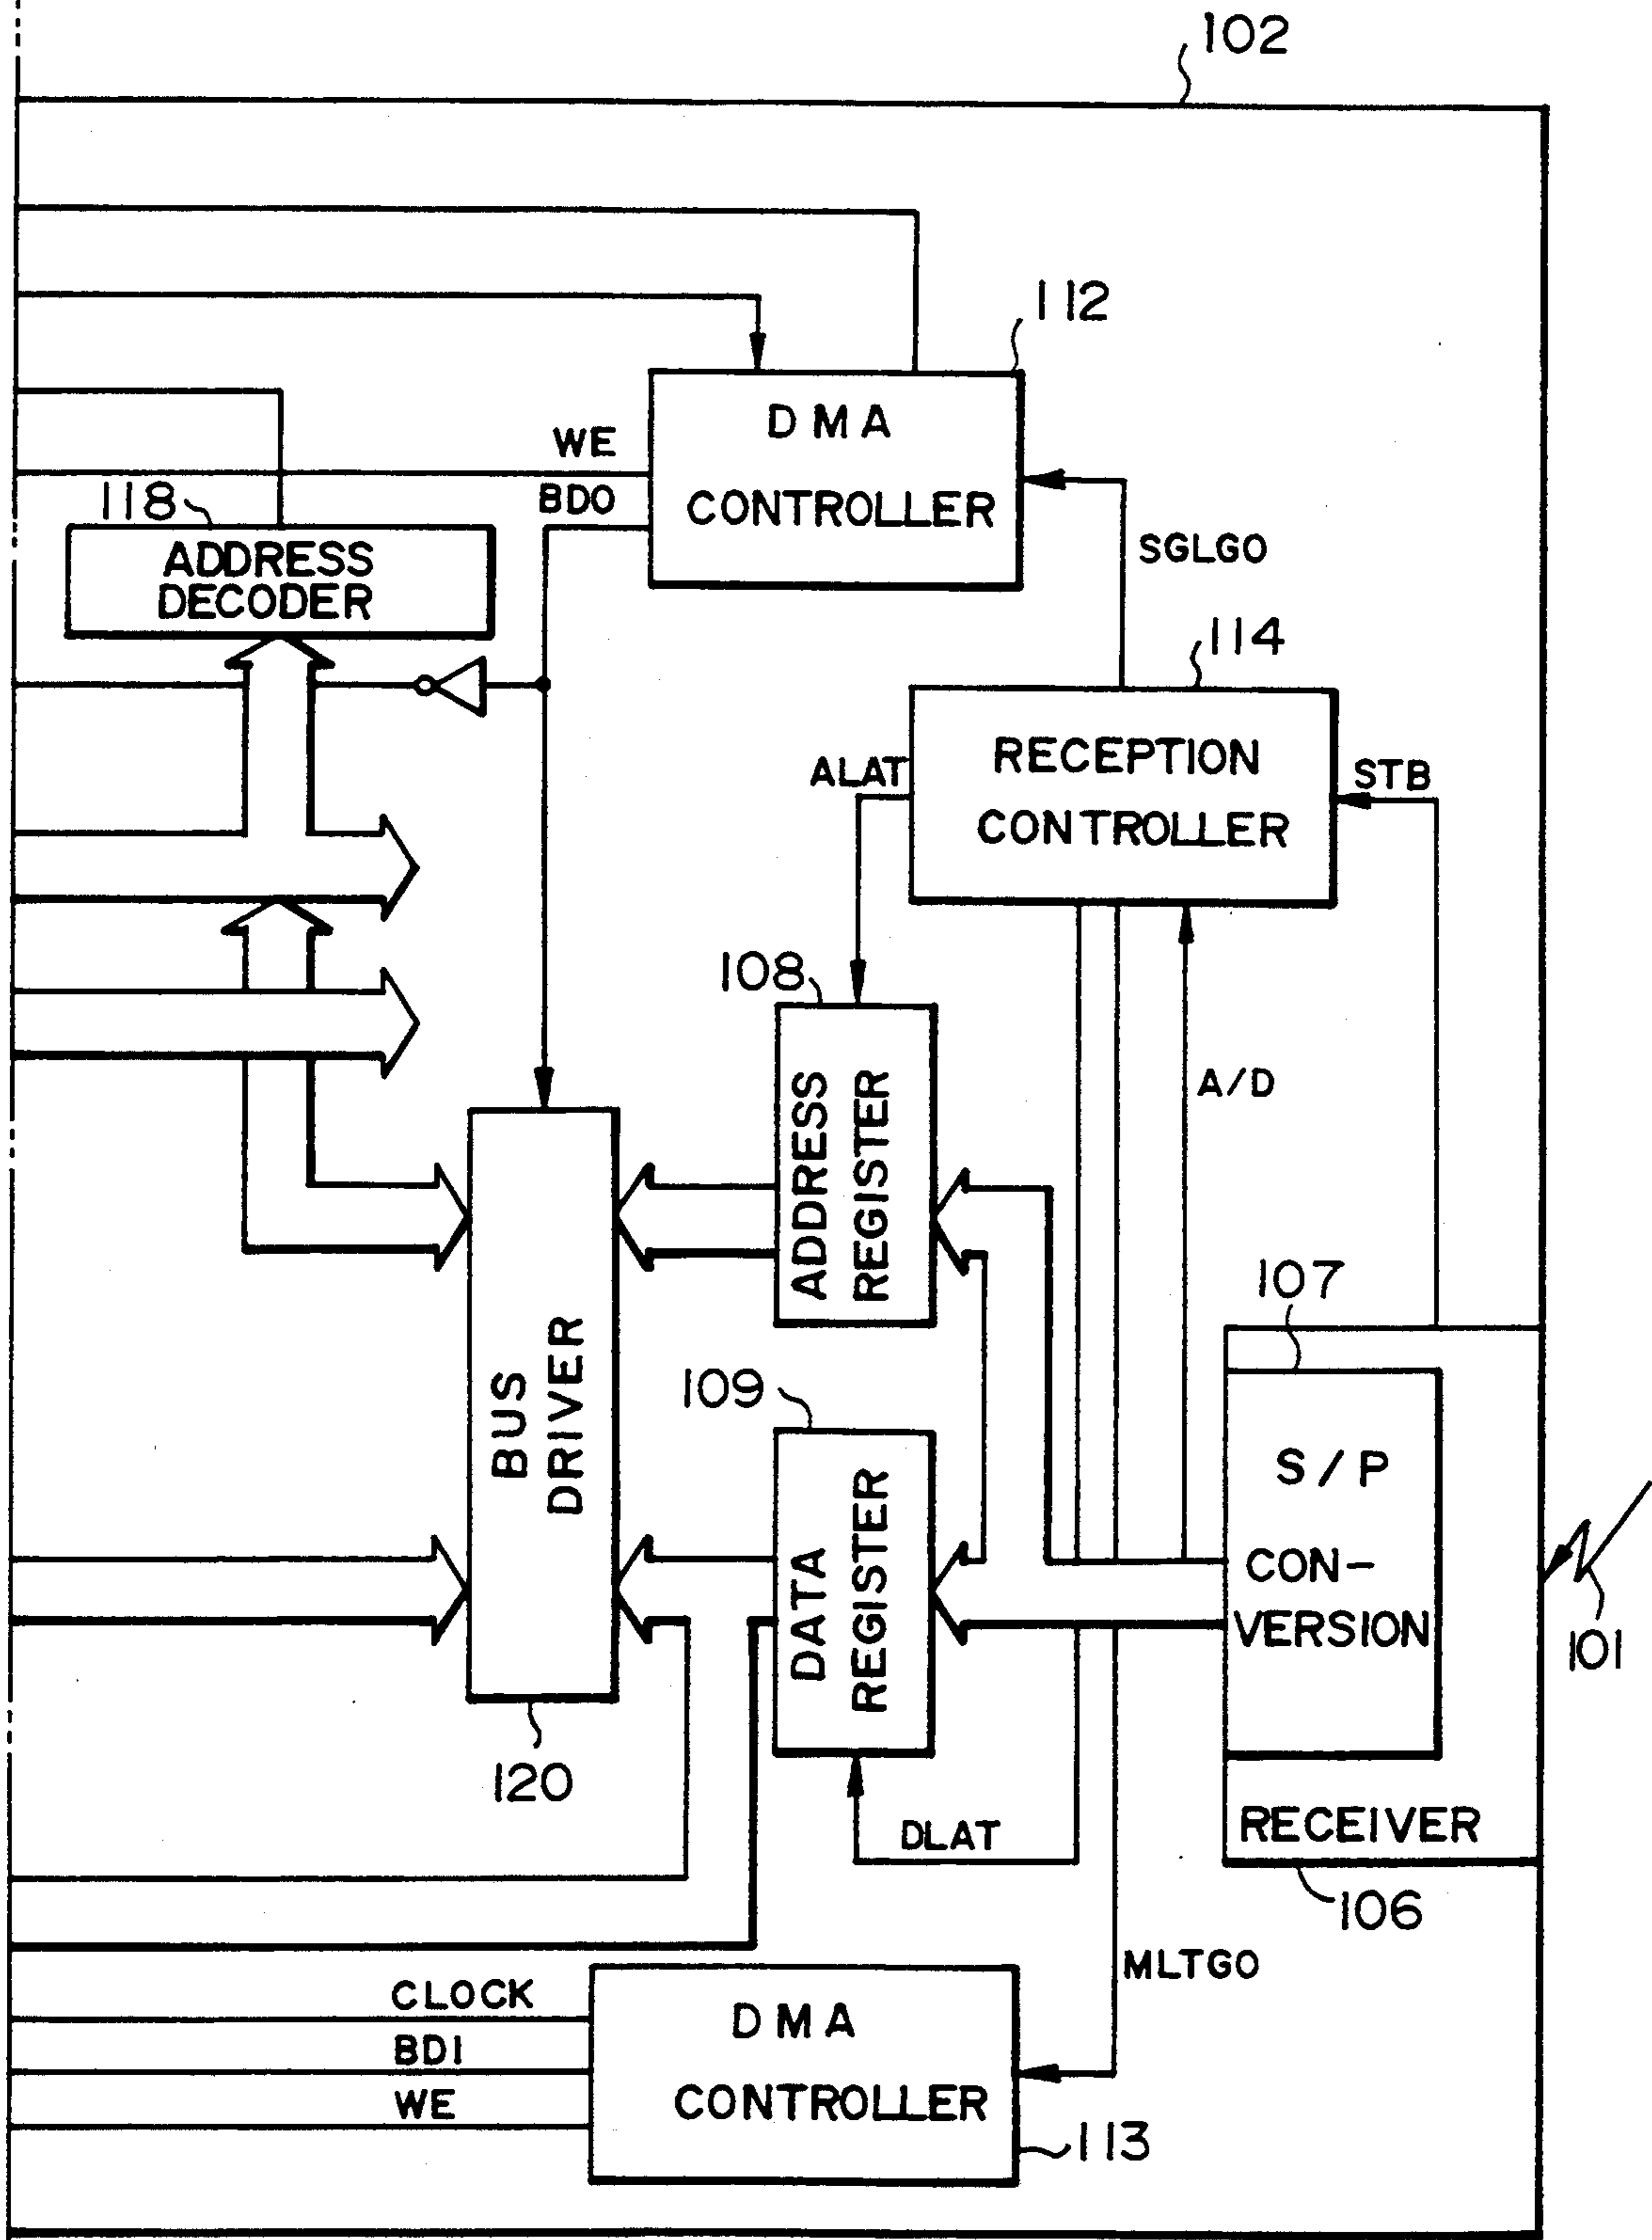 102
112
DMA
CONTROLLER
WE
BDO
118
ADDRESS
DECODER
SGLGO
114
RECEPTION
CONTROLLER
ALAT
STB
108
ADDRESS
REGISTER
A/D
107
S/P
CON-
VERSION
BUS
DRIVER
109
DATA
REGISTER
101
120
DLAT
RECEIVER
106
MLTGO
CLOCK
BDI
WE
DMA
CONTROLLER
113